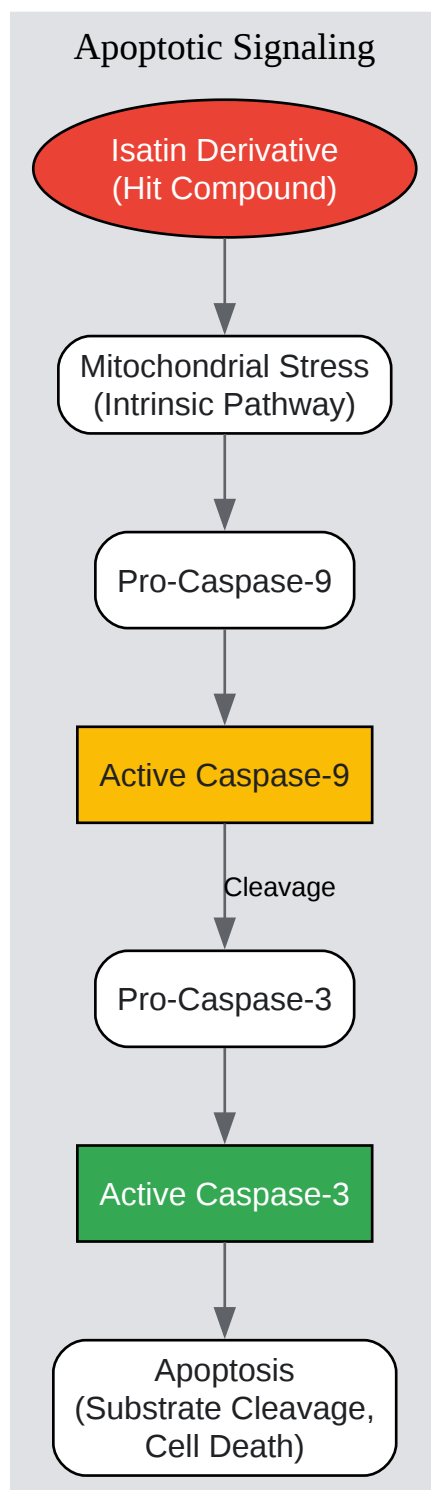 Apoptotic Signaling
Isatin Derivative
(Hit Compound)
Mitochondrial Stress
(Intrinsic Pathway)
Pro-Caspase-9
Active Caspase-9
Cleavage
Pro-Caspase-3
Active Caspase-3
Apoptosis
(Substrate Cleavage,
Cell Death)